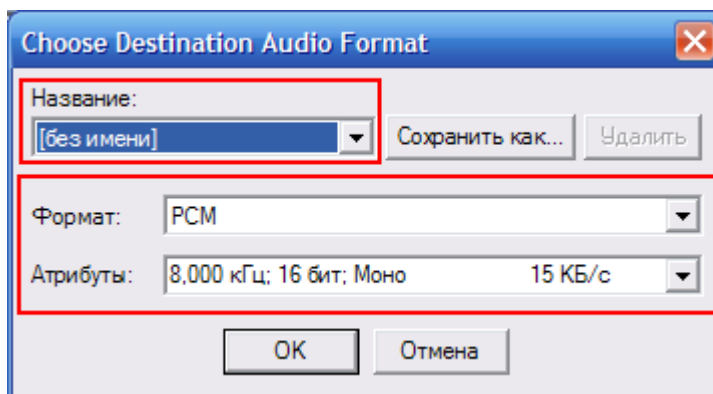 Choose Destination Audio Format
Название:
[без имени] Сохранить как... Удалить
Формат: PCM
Атрибуты: 8,000 кГц; 16 бит; Моно 15 КБ/с
OK Отмена